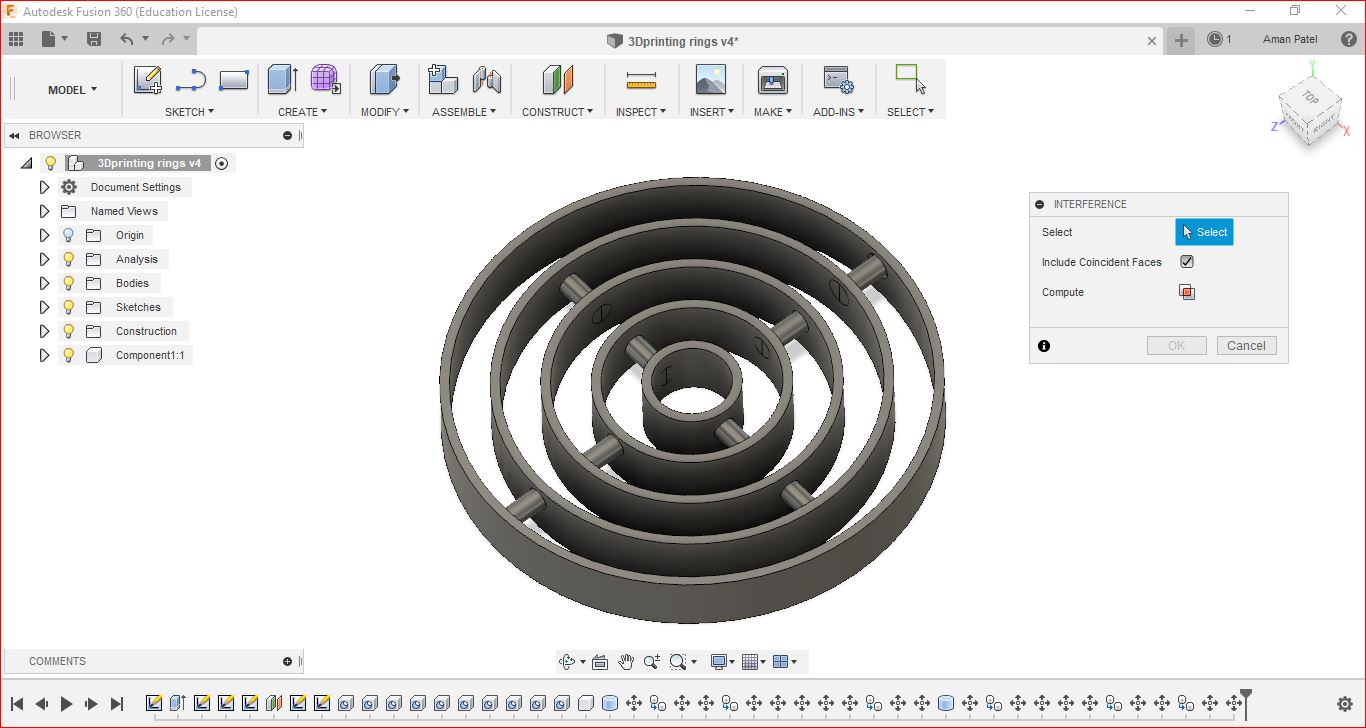 Autodesk Fusion 360 (Education License)
3Dprinting rings v4*
1
Aman Patel
MODEL
SKETCH
CREATE
MODIFY
ASSEMBLE
CONSTRUCT
INSPECT
INSERT
MAKE
ADD-INS
SELECT
Y
TOP
RIGHT
Z
X
BROWSER
3Dprinting rings v4
Document Settings
Named Views
Origin
Analysis
Bodies
Sketches
Construction
Component1:1
INTERFERENCE
Select
Select
Include Coincident Faces
Compute
OK
Cancel
COMMENTS